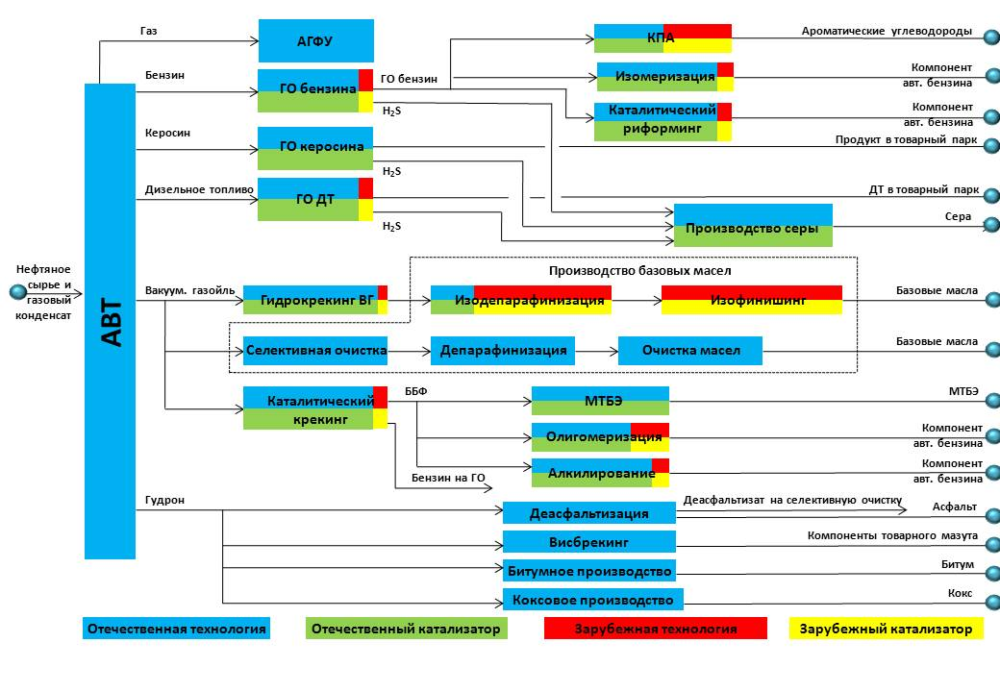 Газ
АГФУ
КПА
Ароматические углеводороды
Бензин
ГО бензина
ГО бензин
H₂S
Изомеризация
Компонент
авт. бензина
Каталитический
риформинг
Компонент
авт. бензина
Керосин
ГО керосина
H₂S
Продукт в товарный парк
Дизельное топливо
ГО ДТ
H₂S
ДТ в товарный парк
Производство серы
Сера
Нефтяное
сырье и
газовый
конденсат
АВТ
Производство базовых масел
Вакуум. газойль
Гидрокрекинг ВГ
Изодепарафинизация
Изофинишинг
Базовые масла
Селективная очистка
Депарафинизация
Очистка масел
Базовые масла
Каталитический
крекинг
ББФ
МТБЭ
МТБЭ
Олигомеризация
Компонент
авт. бензина
Бензин на ГО
Алкилирование
Компонент
авт. бензина
Гудрон
Деасфальтизация
Деасфальтизат на селективную очистку
Асфальт
Висбрекинг
Компоненты товарного мазута
Битумное производство
Битум
Коксовое производство
Кокс
Отечественная технология
Отечественный катализатор
Зарубежная технология
Зарубежный катализатор